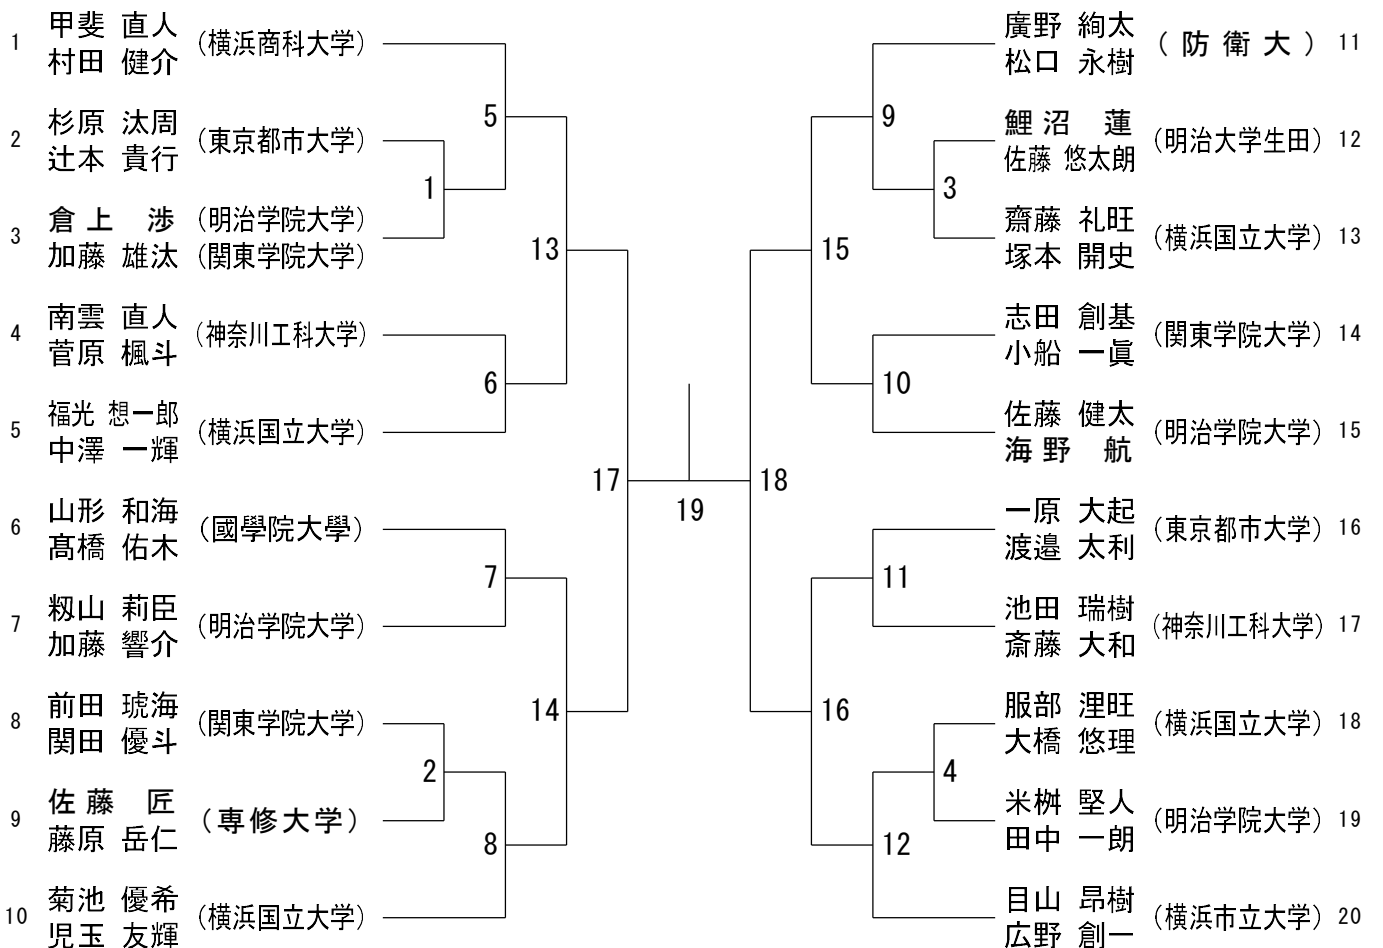 1 甲斐 直人 (横浜商科大学)
村田 健介
2 杉原 汰周 (東京都市大学)
辻本 貴行
3 倉上 渉 (明治学院大学)
加藤 雄汰 (関東学院大学)
4 南雲 直人 (神奈川工科大学)
菅原 楓斗
5 福光 想一郎 (横浜国立大学)
中澤 一輝
6 山形 和海 (國學院大學)
髙橋 佑木
7 籾山 莉臣 (明治学院大学)
加藤 響介
8 前田 琥海 (関東学院大学)
関田 優斗
9 佐藤 匠 (専修大学)
藤原 岳仁
10 菊池 優希 (横浜国立大学)
児玉 友輝
5
1
13
6
17
7
14
2
8
19
9
3
15
10
18
11
16
4
12
廣野 絢太 (防衛大) 11
松口 永樹
鯉沼 蓮 (明治大学生田) 12
佐藤 悠太朗
齋藤 礼旺 (横浜国立大学) 13
塚本 開史
志田 創基 (関東学院大学) 14
小船 一眞
佐藤 健太 (明治学院大学) 15
海野 航
一原 大起 (東京都市大学) 16
渡邉 太利
池田 瑞樹 (神奈川工科大学) 17
斎藤 大和
服部 浬旺 (横浜国立大学) 18
大橋 悠理
米桝 堅人 (明治学院大学) 19
田中 一朗
目山 昂樹 (横浜市立大学) 20
広野 創一